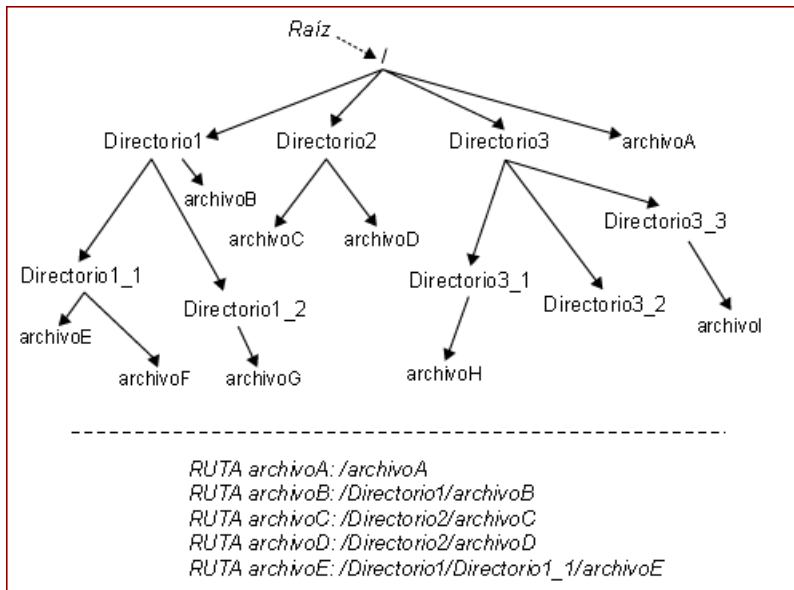 Raíz
/
Directorio1
Directorio2
Directorio3
archivoA
archivoB
archivoC
archivoD
Directorio3_3
Directorio1_1
Directorio1_2
Directorio3_1
Directorio3_2
archivoI
archivoE
archivoF
archivoG
archivoH
RUTA archivoA: /archivoA
RUTA archivoB: /Directorio1/archivoB
RUTA archivoC: /Directorio2/archivoC
RUTA archivoD: /Directorio2/archivoD
RUTA archivoE: /Directorio1/Directorio1_1/archivoE